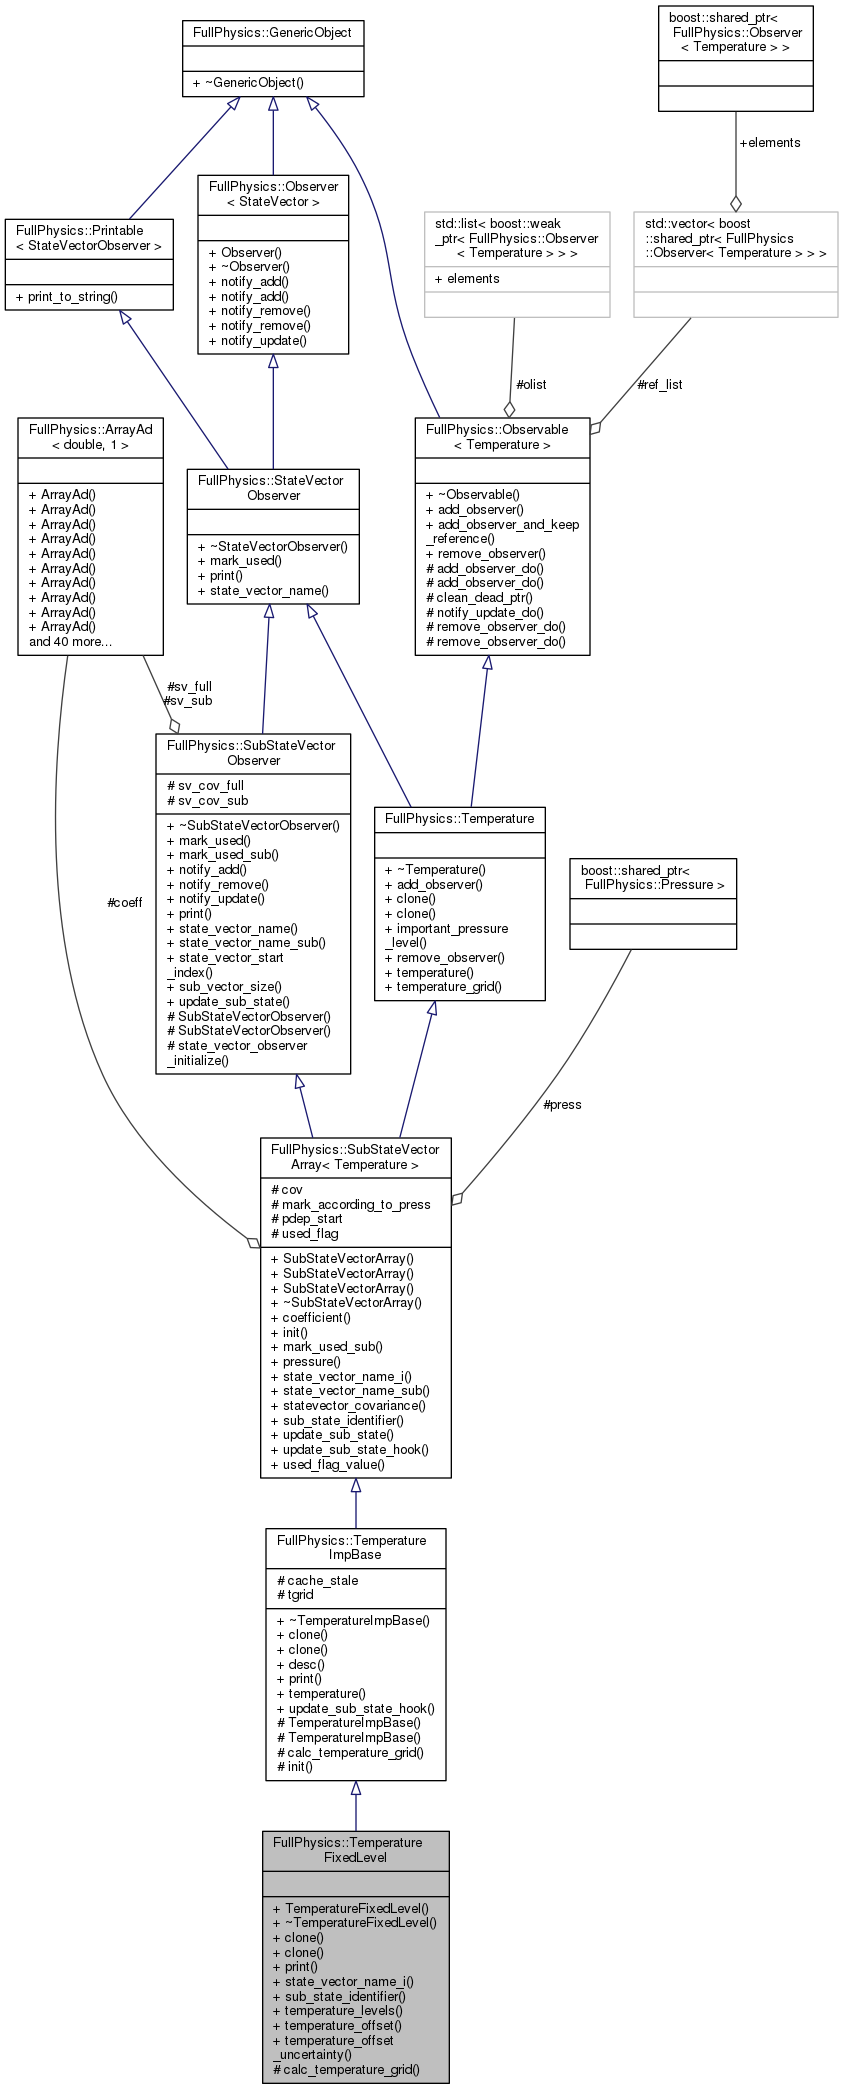 FullPhysics::GenericObject
+ ~GenericObject()
boost::shared_ptr<
FullPhysics::Observer
< Temperature > >
+elements
FullPhysics::Observer
< StateVector >
+ Observer()
+ ~Observer()
+ notify_add()
+ notify_add()
+ notify_remove()
+ notify_remove()
+ notify_update()
FullPhysics::Printable
< StateVectorObserver >
+ print_to_string()
std::list< boost::weak
_ptr< FullPhysics::Observer
< Temperature > > >
+ elements
std::vector< boost
::shared_ptr< FullPhysics
::Observer< Temperature > > >
#olist
#ref_list
FullPhysics::ArrayAd
< double, 1 >
+ ArrayAd()
+ ArrayAd()
+ ArrayAd()
+ ArrayAd()
+ ArrayAd()
+ ArrayAd()
+ ArrayAd()
+ ArrayAd()
+ ArrayAd()
+ ArrayAd()
and 40 more...
FullPhysics::StateVector
Observer
+ ~StateVectorObserver()
+ mark_used()
+ print()
+ state_vector_name()
FullPhysics::Observable
< Temperature >
+ ~Observable()
+ add_observer()
+ add_observer_and_keep
_reference()
+ remove_observer()
# add_observer_do()
# add_observer_do()
# clean_dead_ptr()
# notify_update_do()
# remove_observer_do()
# remove_observer_do()
#sv_full
#sv_sub
FullPhysics::SubStateVector
Observer
# sv_cov_full
# sv_cov_sub
+ ~SubStateVectorObserver()
+ mark_used()
+ mark_used_sub()
+ notify_add()
+ notify_remove()
+ notify_update()
+ print()
+ state_vector_name()
+ state_vector_name_sub()
+ state_vector_start
_index()
+ sub_vector_size()
+ update_sub_state()
# SubStateVectorObserver()
# SubStateVectorObserver()
# state_vector_observer
_initialize()
FullPhysics::Temperature
+ ~Temperature()
+ add_observer()
+ clone()
+ clone()
+ important_pressure
_level()
+ remove_observer()
+ temperature()
+ temperature_grid()
boost::shared_ptr<
FullPhysics::Pressure >
#coeff
#press
FullPhysics::SubStateVector
Array< Temperature >
# cov
# mark_according_to_press
# pdep_start
# used_flag
+ SubStateVectorArray()
+ SubStateVectorArray()
+ SubStateVectorArray()
+ ~SubStateVectorArray()
+ coefficient()
+ init()
+ mark_used_sub()
+ pressure()
+ state_vector_name_i()
+ state_vector_name_sub()
+ statevector_covariance()
+ sub_state_identifier()
+ update_sub_state()
+ update_sub_state_hook()
+ used_flag_value()
FullPhysics::Temperature
ImpBase
# cache_stale
# tgrid
+ ~TemperatureImpBase()
+ clone()
+ clone()
+ desc()
+ print()
+ temperature()
+ update_sub_state_hook()
# TemperatureImpBase()
# TemperatureImpBase()
# calc_temperature_grid()
# init()
FullPhysics::Temperature
FixedLevel
+ TemperatureFixedLevel()
+ ~TemperatureFixedLevel()
+ clone()
+ clone()
+ print()
+ state_vector_name_i()
+ sub_state_identifier()
+ temperature_levels()
+ temperature_offset()
+ temperature_offset
_uncertainty()
# calc_temperature_grid()